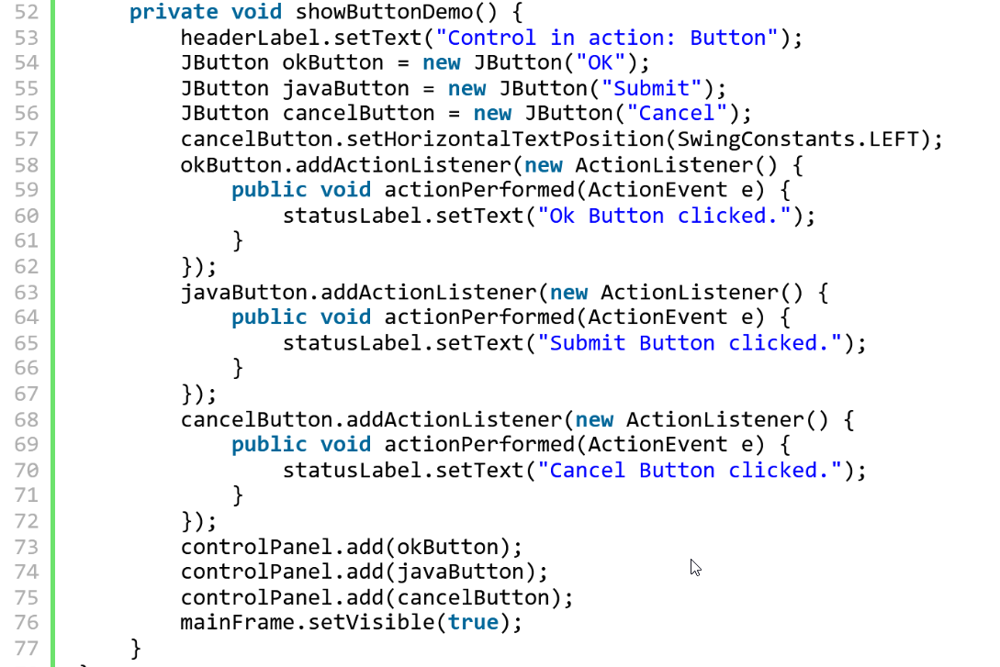 52 private void showButtonDemo() {
53 headerLabel.setText("Control in action: Button");
54 JButton okButton = new JButton("OK");
55 JButton javaButton = new JButton("Submit");
56 JButton cancelButton = new JButton("Cancel");
57 cancelButton.setHorizontalTextPosition(SwingConstants.LEFT);
58 okButton.addActionListener(new ActionListener() {
59 public void actionPerformed(ActionEvent e) {
60 statusLabel.setText("Ok Button clicked.");
61 }
62 });
63 javaButton.addActionListener(new ActionListener() {
64 public void actionPerformed(ActionEvent e) {
65 statusLabel.setText("Submit Button clicked.");
66 }
67 });
68 cancelButton.addActionListener(new ActionListener() {
69 public void actionPerformed(ActionEvent e) {
70 statusLabel.setText("Cancel Button clicked.");
71 }
72 });
73 controlPanel.add(okButton);
74 controlPanel.add(javaButton);
75 controlPanel.add(cancelButton);
76 mainFrame.setVisible(true);
77 }